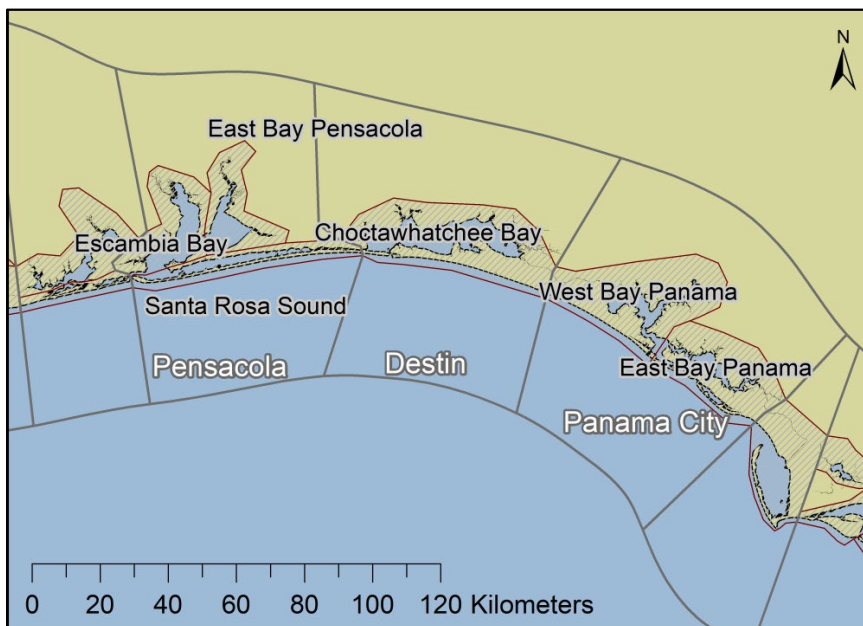 N
East Bay Pensacola
Escambia Bay
Choctawhatchee Bay
Santa Rosa Sound
West Bay Panama
Pensacola
Destin
East Bay Panama
Panama City
0 20 40 60 80 100 120 Kilometers